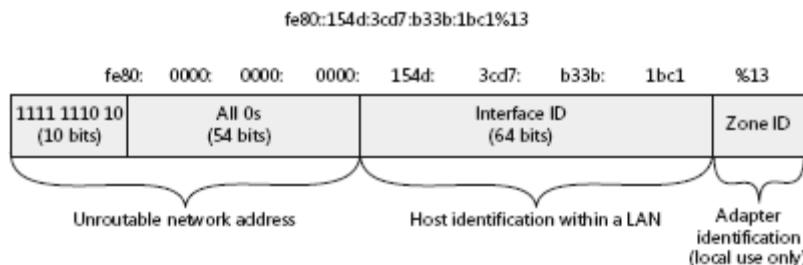 fe80::154d:3cd7:b33b:1bc1%13
fe80: 0000: 0000: 0000: 154d: 3cd7: b33b: 1bc1 %13
1111 1110 10
(10 bits)
All 0s
(54 bits)
Interface ID
(64 bits)
Zone ID
Unroutable network address
Host identification within a LAN
Adapter
identification
(local use only)